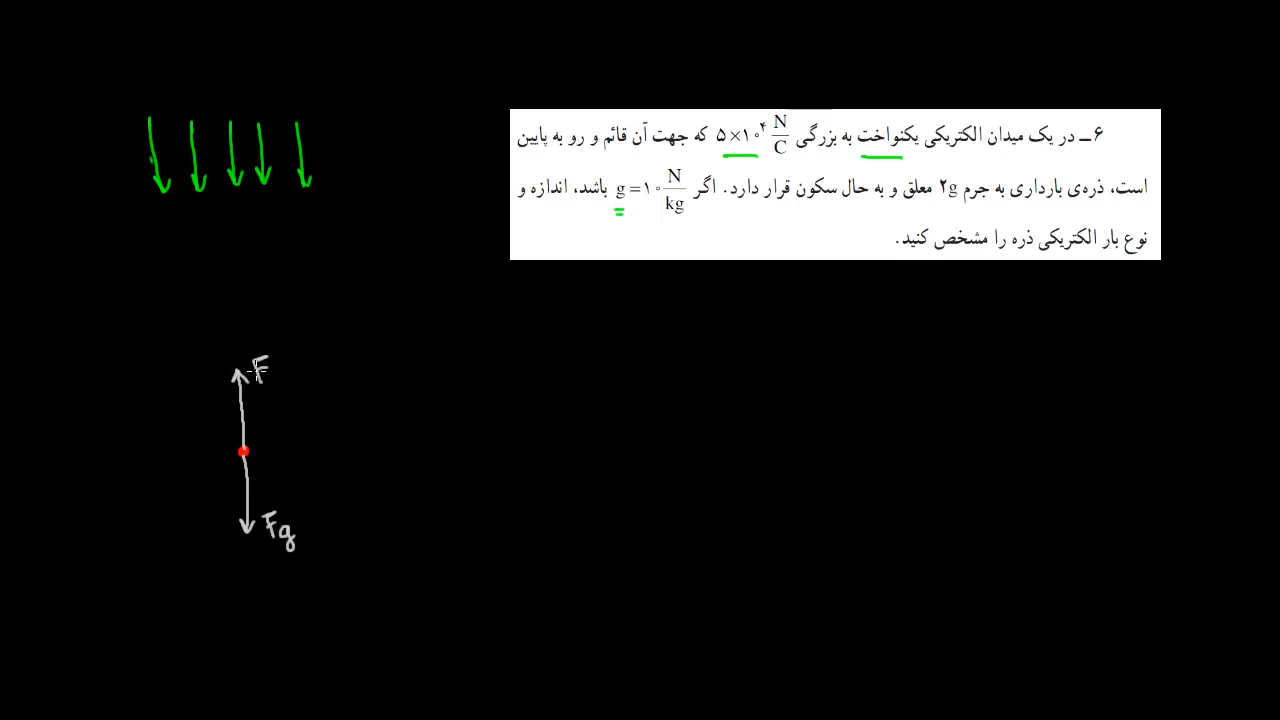 ۶ــ در یک میدان الکتریکی یکنواخت به بزرگی ۵×۱۰^۴ N/C که جهت آن قائم و رو به پایین
است، ذره‌ی بارداری به جرم ۲g معلق و به حال سکون قرار دارد. اگر g=۱۰ N/kg باشد، اندازه و
نوع بار الکتریکی ذره را مشخص کنید.
F
Fg